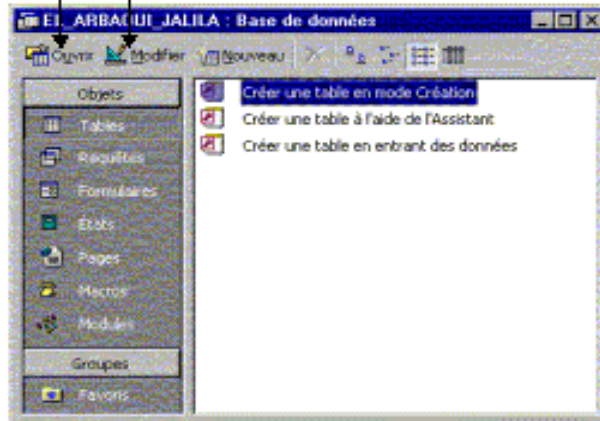 EL_ARBAOUI_JALILA : Base de données
Ouvrir Modifier Nouveau
Objets
Tables
Requêtes
Formulaires
États
Pages
Macros
Modules
Groupes
Favoris
Créer une table en mode Création
Créer une table à l'aide de l'Assistant
Créer une table en entrant des données